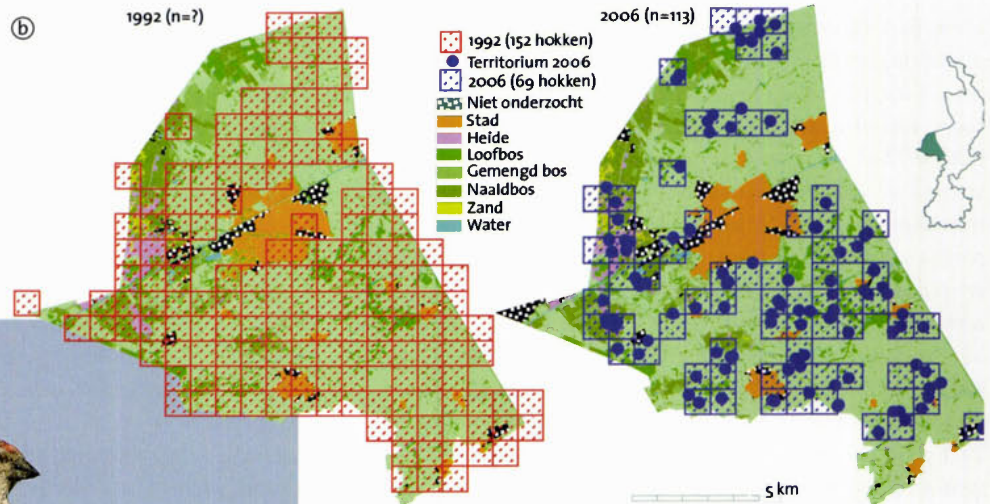 b
1992 (n=?)
2006 (n=113)
1992 (152 hokken)
Territorium 2006
2006 (69 hokken)
Niet onderzocht
Stad
Heide
Loofbos
Gemengd bos
Naaldbos
Zand
Water
5 km